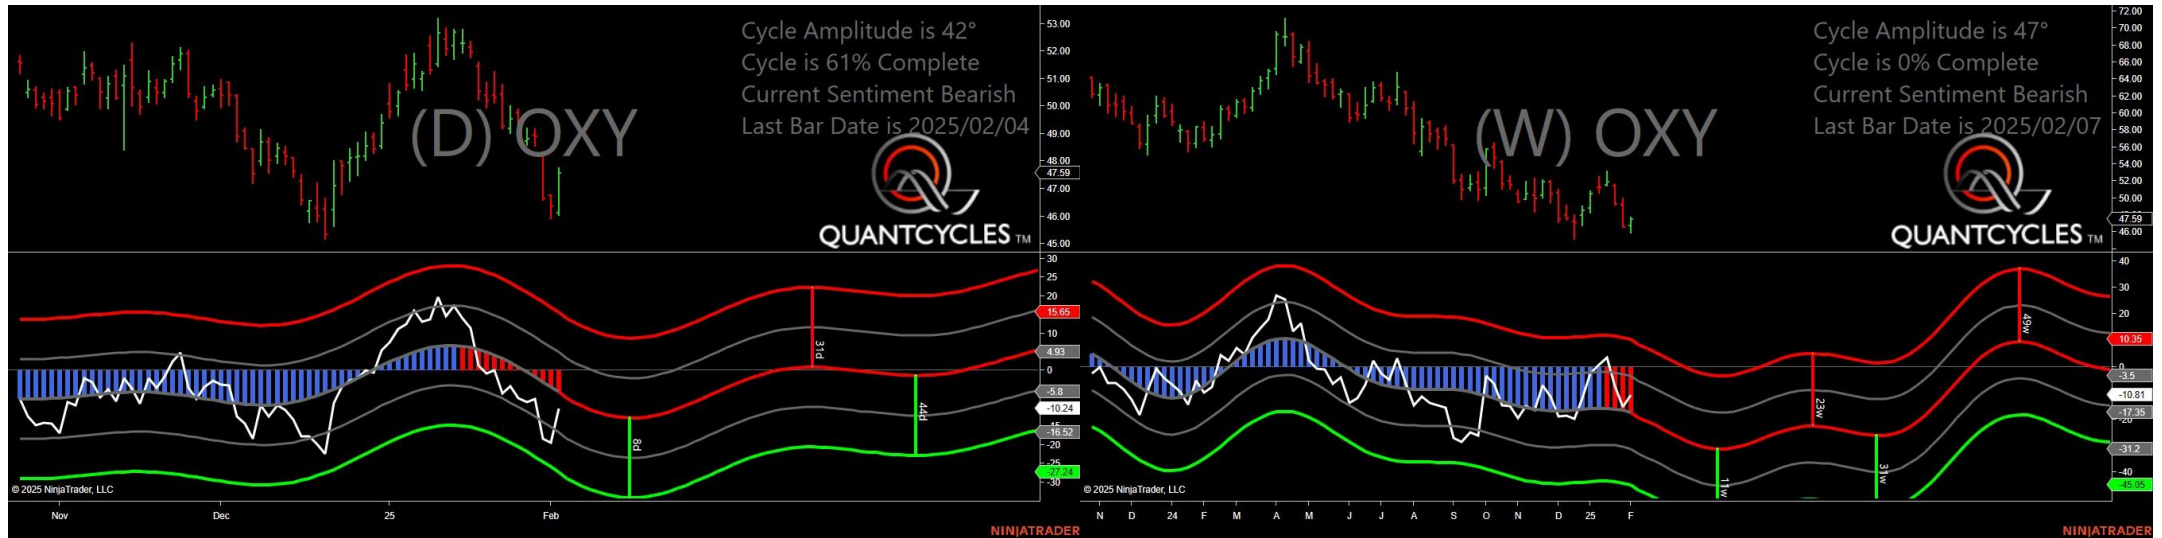 Cycle Amplitude is 42°
Cycle is 61% Complete
Current Sentiment Bearish
Last Bar Date is 2025/02/04
(D) OXY
QUANTCYCLES TM
53.00
52.00
51.00
50.00
49.00
48.00
47.59
47.00
46.00
45.00
30
25
20
15.65
10
4.93
0
-5.8
-10.24
-16.52
-20
-27.24
-30
31d
44d
8d
© 2025 NinjaTrader, LLC
Nov Dec 25 Feb
NINJATRADER
Cycle Amplitude is 47°
Cycle is 0% Complete
Current Sentiment Bearish
Last Bar Date is 2025/02/07
(W) OXY
QUANTCYCLES TM
72.00
70.00
68.00
66.00
64.00
62.00
60.00
58.00
56.00
54.00
52.00
50.00
47.59
46.00
40
30
20
10.35
-3.5
-10.81
-17.35
-31.2
-40
-45.05
49w
23w
31w
11w
© 2025 NinjaTrader, LLC
N D 24 F M A M J J A S O N D 25 F
NINJATRADER